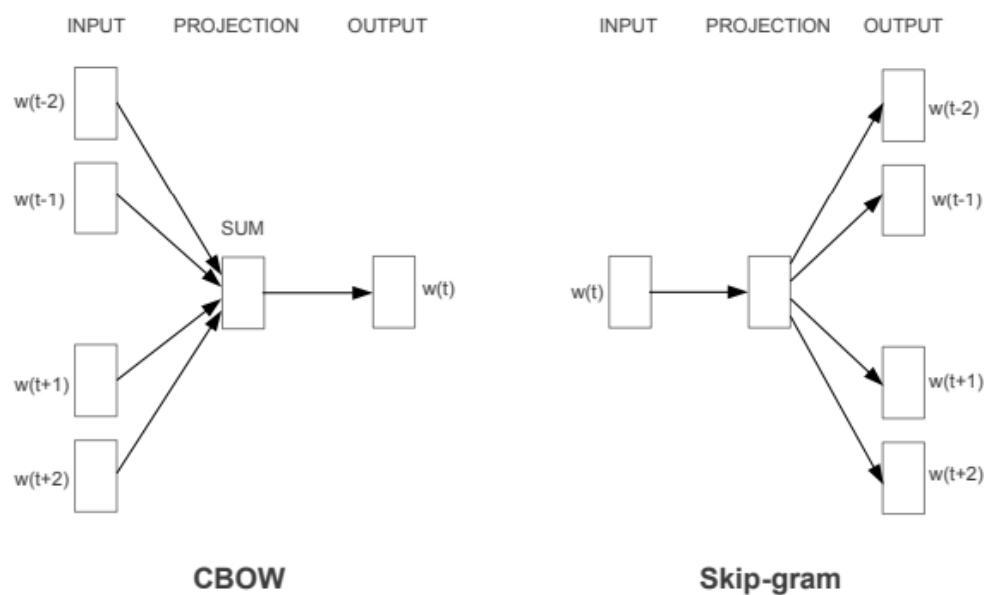 INPUT PROJECTION OUTPUT
w(t-2)
w(t-1)
SUM
w(t)
w(t+1)
w(t+2)
CBOW
INPUT PROJECTION OUTPUT
w(t-2)
w(t-1)
w(t)
w(t+1)
w(t+2)
Skip-gram